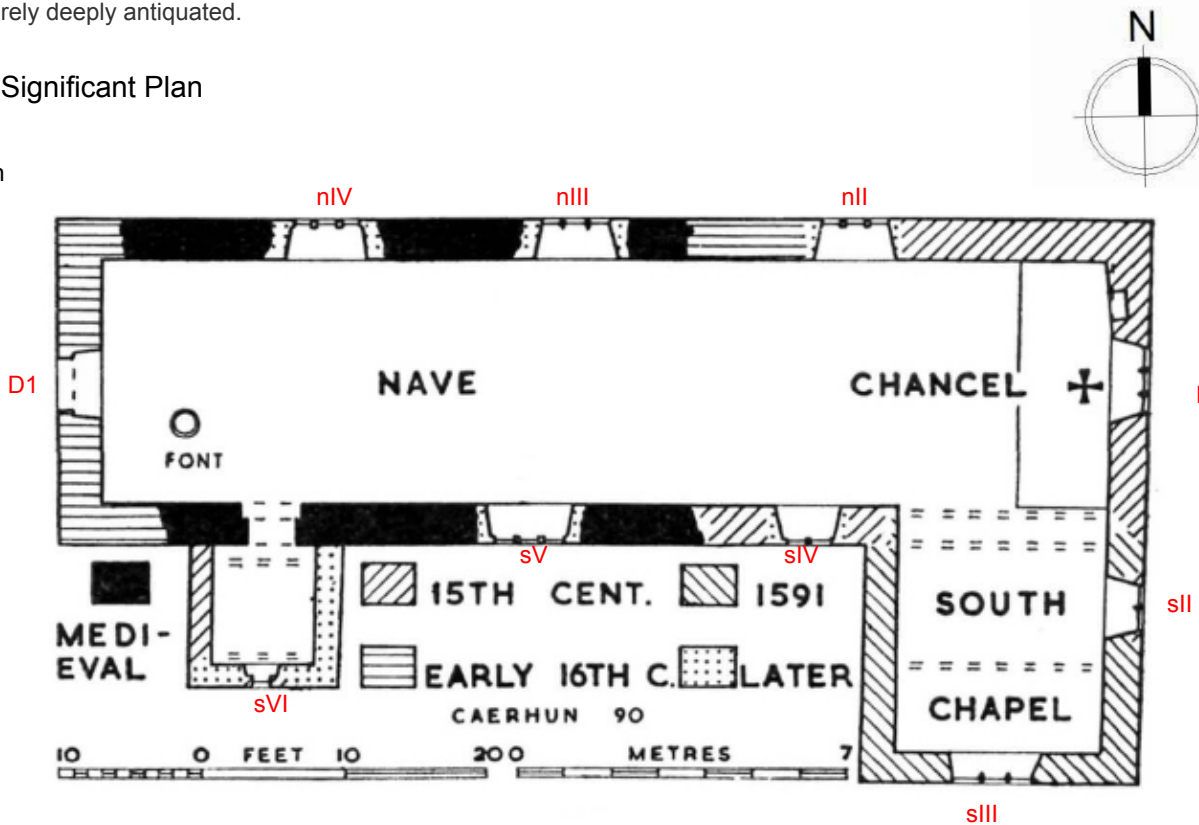 rely deeply antiquated.
N
Significant Plan
n
nIV nIII nII
D1
NAVE
CHANCEL
FONT
sV
sIV
MEDI-
EVAL
15TH CENT.
1591
EARLY 16TH C.
LATER
SOUTH
CHAPEL
sII
sVI
CAERHUN 90
10 0 FEET 10 20 0 METRES 7
sIII